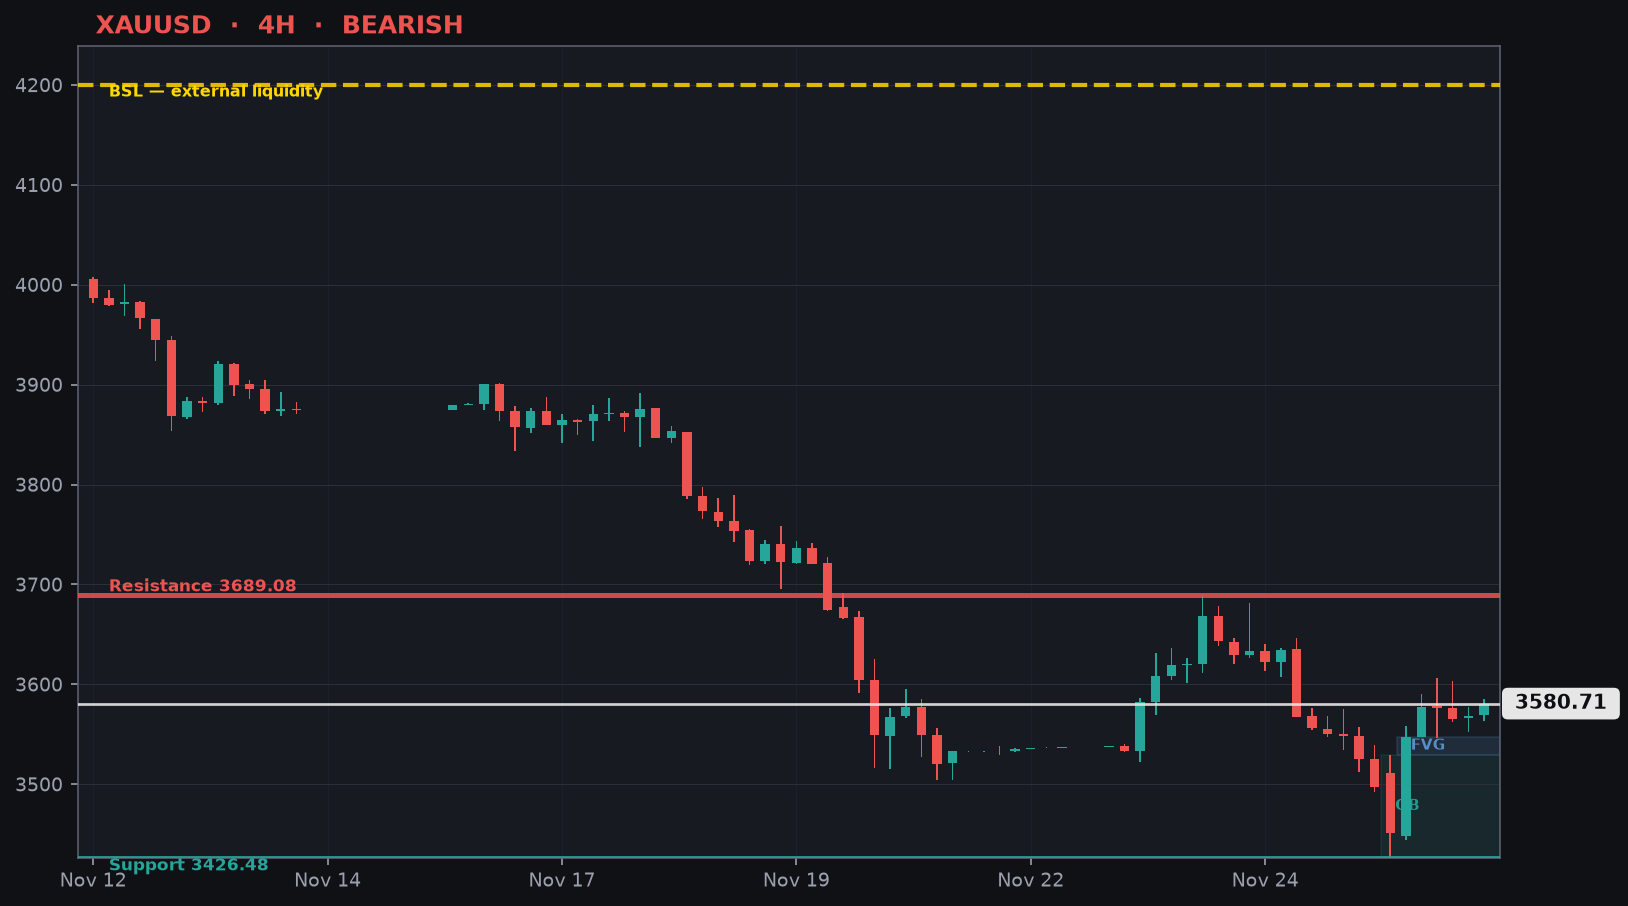 XAUUSD · 4H · BEARISH
4200
BSL — external liquidity
4100
4000
3900
3800
3700
Resistance 3689.08
3600
3580.71
FVG
3500
OB
Support 3426.48
Nov 12
Nov 14
Nov 17
Nov 19
Nov 22
Nov 24